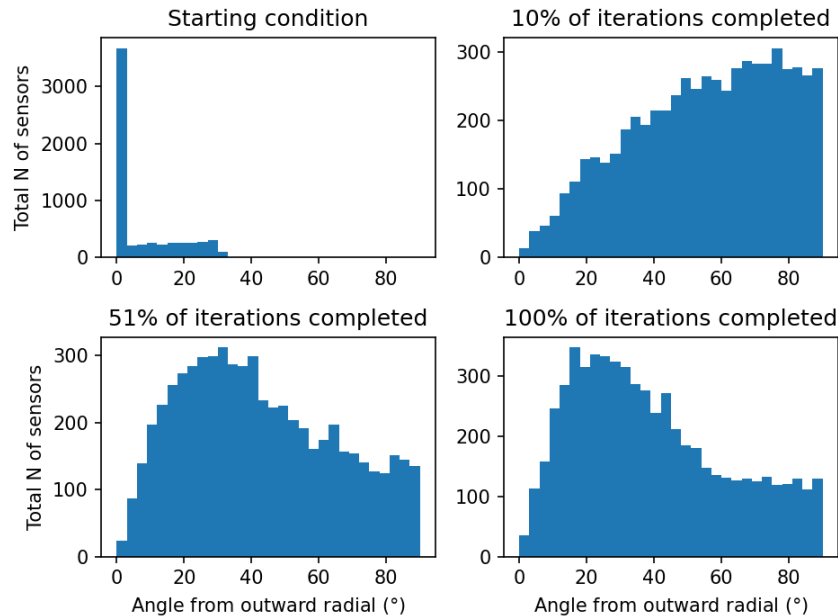 Starting condition
Total N of sensors
3000
2000
1000
0
0 20 40 60 80
10% of iterations completed
300
200
100
0
0 20 40 60 80
51% of iterations completed
Total N of sensors
300
200
100
0
0 20 40 60 80
Angle from outward radial (°)
100% of iterations completed
300
200
100
0
0 20 40 60 80
Angle from outward radial (°)